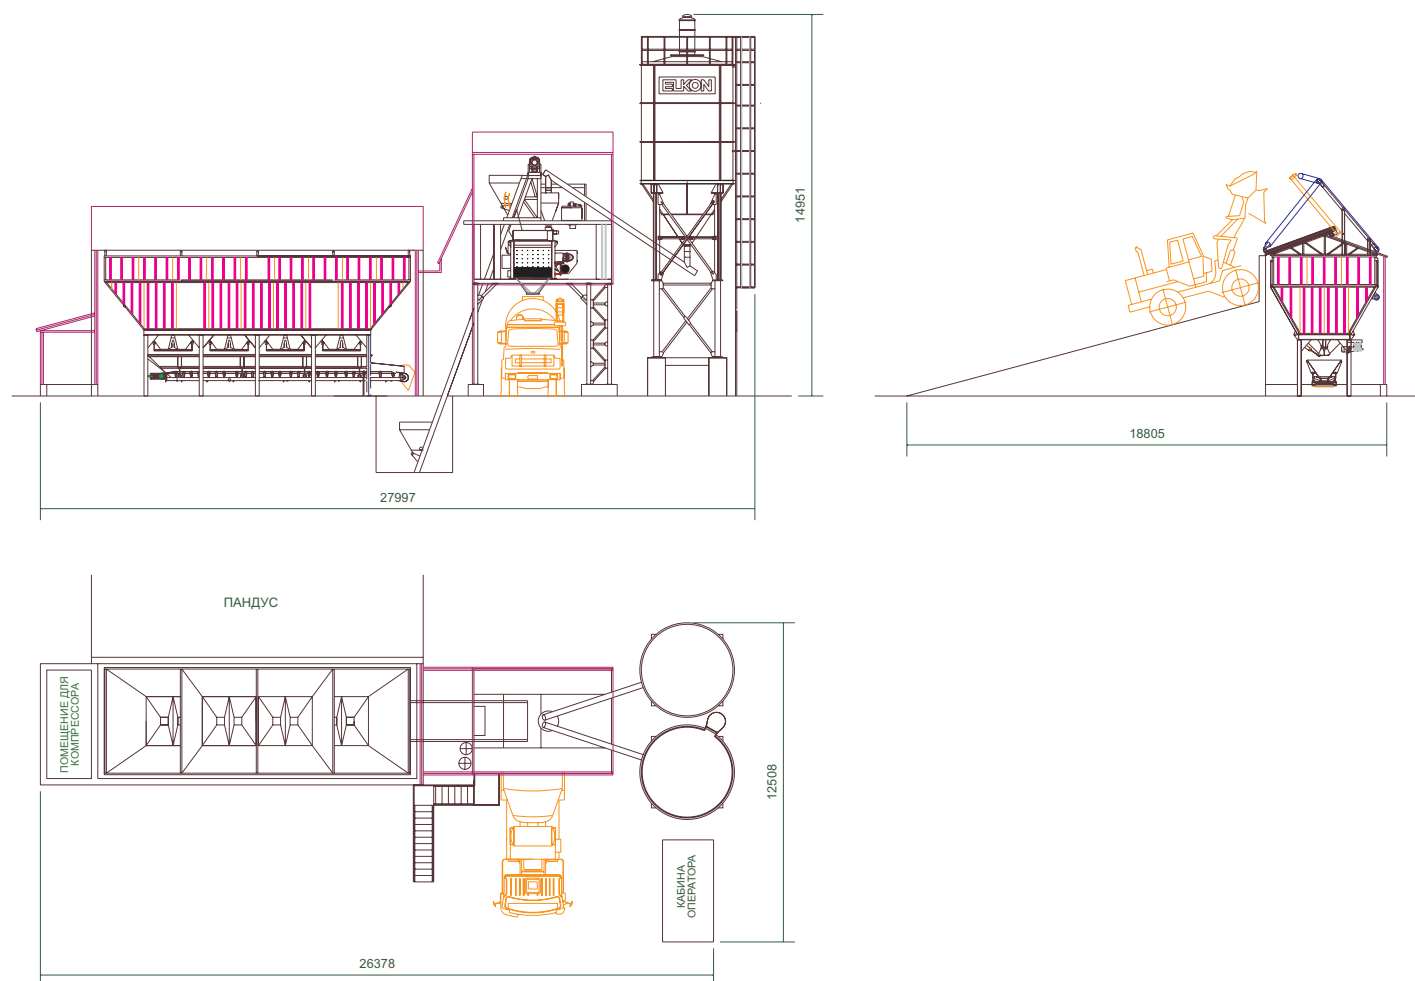 ELKON
14951
18805
27997
ПАНДУС
ПОМЕЩЕНИЕ ДЛЯ
КОМПРЕССОРА
12508
КАБИНА
ОПЕРАТОРА
26378